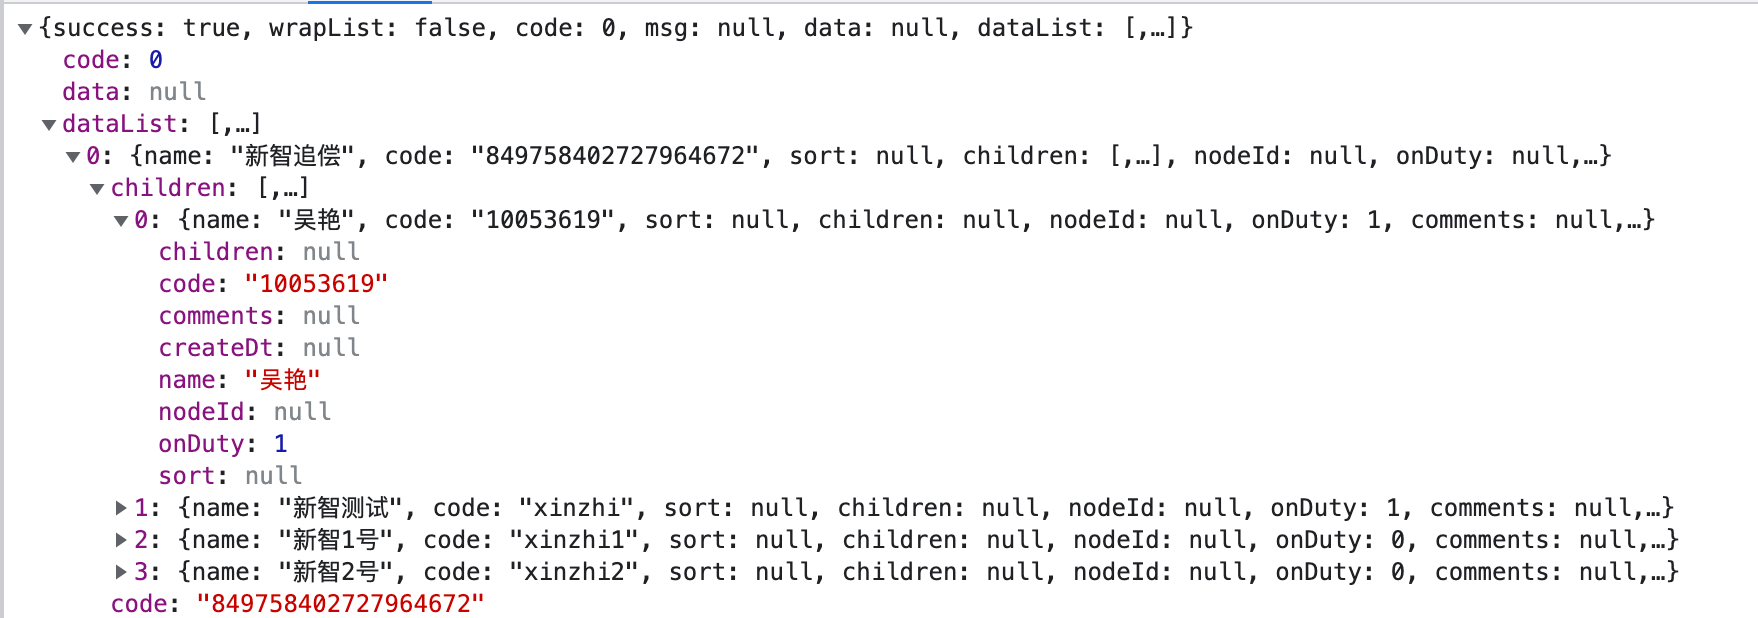 {success: true, wrapList: false, code: 0, msg: null, data: null, dataList: [,…]}
code: 0
data: null
dataList: [,…]
0: {name: "新智追偿", code: "849758402727964672", sort: null, children: [,…], nodeId: null, onDuty: null,…}
children: [,…]
0: {name: "吴艳", code: "10053619", sort: null, children: null, nodeId: null, onDuty: 1, comments: null,…}
children: null
code: "10053619"
comments: null
createDt: null
name: "吴艳"
nodeId: null
onDuty: 1
sort: null
1: {name: "新智测试", code: "xinzhi", sort: null, children: null, nodeId: null, onDuty: 1, comments: null,…}
2: {name: "新智1号", code: "xinzhi1", sort: null, children: null, nodeId: null, onDuty: 0, comments: null,…}
3: {name: "新智2号", code: "xinzhi2", sort: null, children: null, nodeId: null, onDuty: 0, comments: null,…}
code: "849758402727964672"